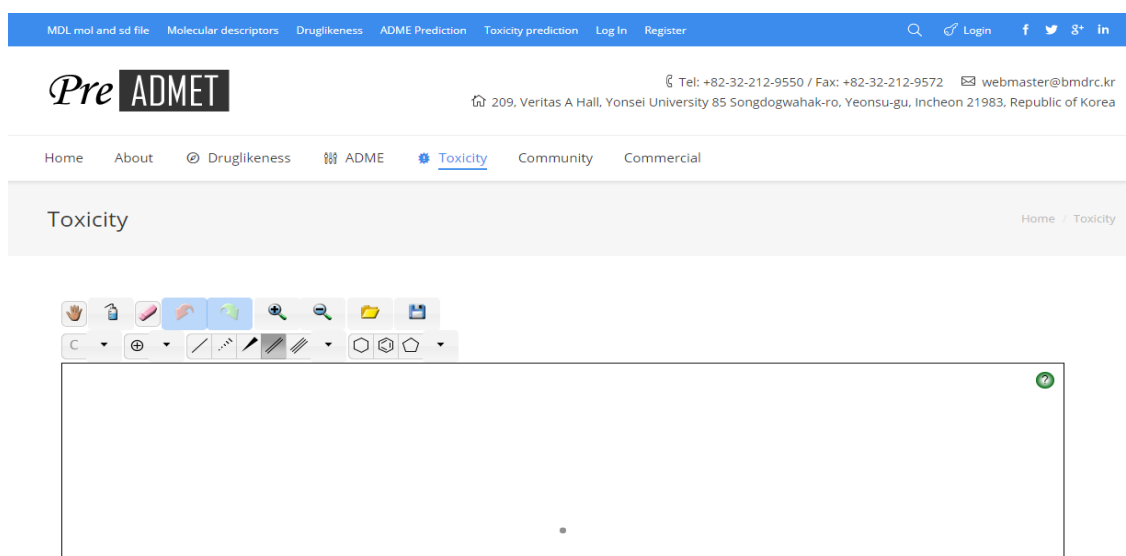 MDL mol and sd file Molecular descriptors Druglikeness ADME Prediction Toxicity prediction Log In Register Login f g+ in
Pre ADMET
Tel: +82-32-212-9550 / Fax: +82-32-212-9572 webmaster@bmdrc.kr
209, Veritas A Hall, Yonsei University 85 Songdogwahak-ro, Yeonsu-gu, Incheon 21983, Republic of Korea
Home About Druglikeness ADME Toxicity Community Commercial
Toxicity Home / Toxicity
C
?